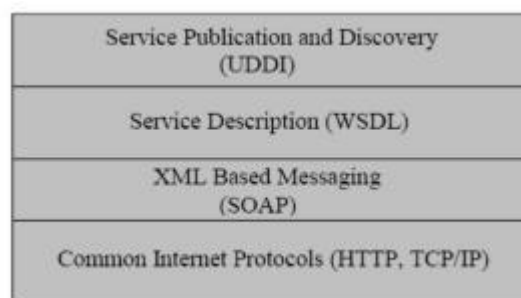 Service Publication and Discovery
(UDDI)
Service Description (WSDL)
XML Based Messaging
(SOAP)
Common Internet Protocols (HTTP, TCP/IP)